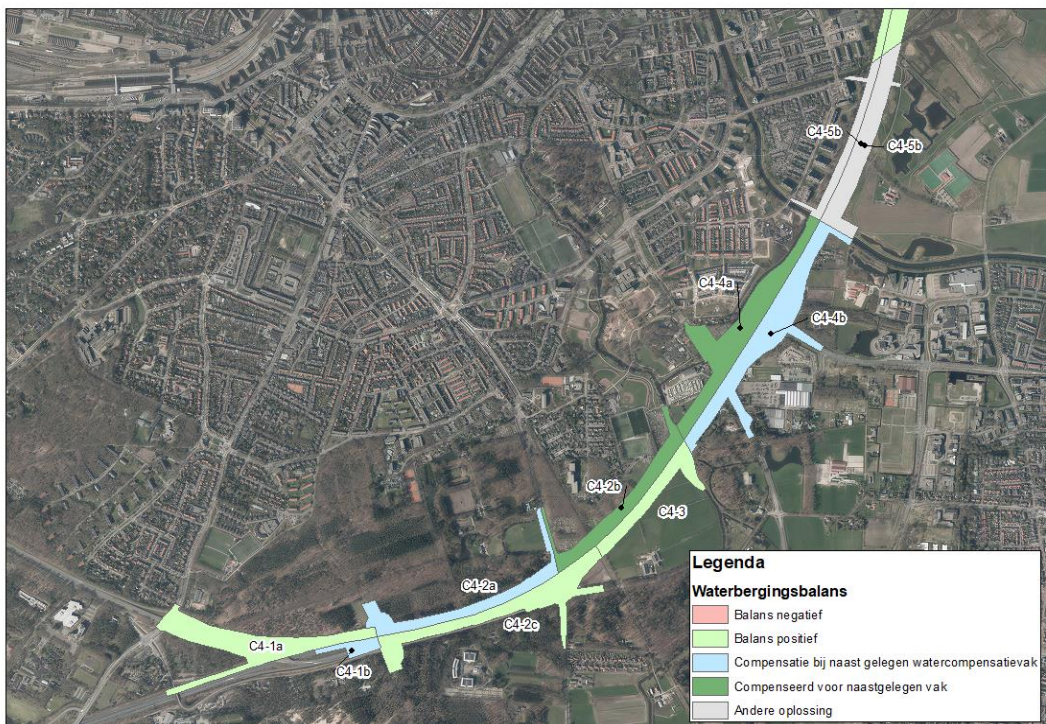 C4-5b
C4-5b
C4-4a
C4-4b
C4-2b
C4-3
C4-2a
C4-2c
C4-1a
C4-1b
Legenda
Waterbergingsbalans
Balans negatief
Balans positief
Compensatie bij naast gelegen watercompensatievak
Compenseerd voor naastgelegen vak
Andere oplossing